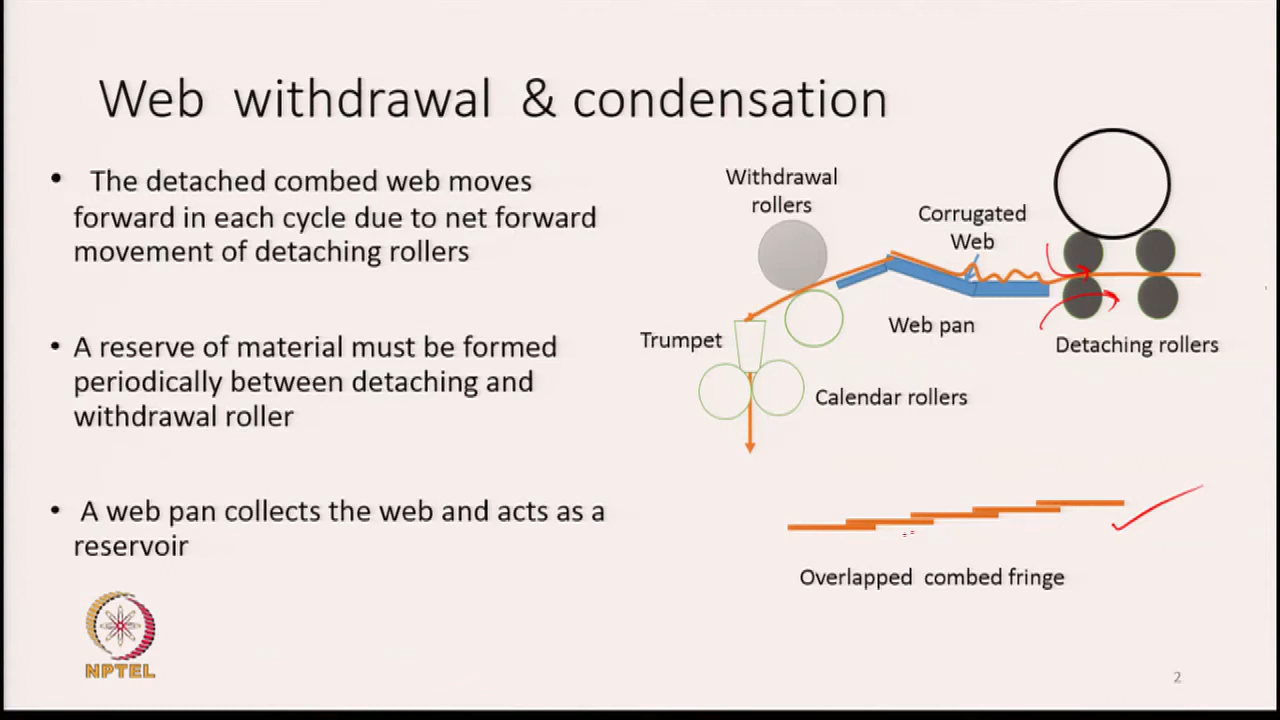 Web withdrawal & condensation
• The detached combed web moves
forward in each cycle due to net forward
movement of detaching rollers
• A reserve of material must be formed
periodically between detaching and
withdrawal roller
• A web pan collects the web and acts as a
reservoir
Withdrawal
rollers
Corrugated
Web
Trumpet
Web pan
Detaching rollers
Calendar rollers
Overlapped combed fringe
NPTEL
2